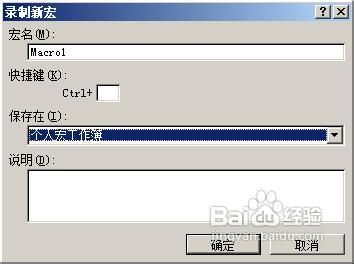 录制新宏
宏名(M):
Macro1
快捷键(K):
Ctrl+
保存在(I):
个人宏工作簿
说明(D):
Baidu经验
jingyan.baidu.com
确定
取消